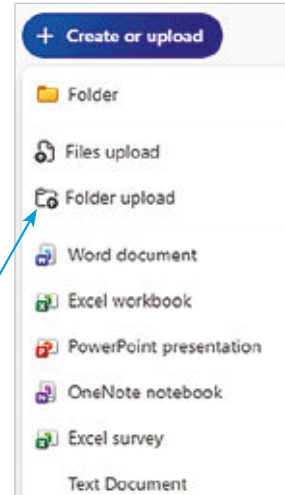 + Create or upload
Folder
Files upload
Folder upload
Word document
Excel workbook
PowerPoint presentation
OneNote notebook
Excel survey
Text Document